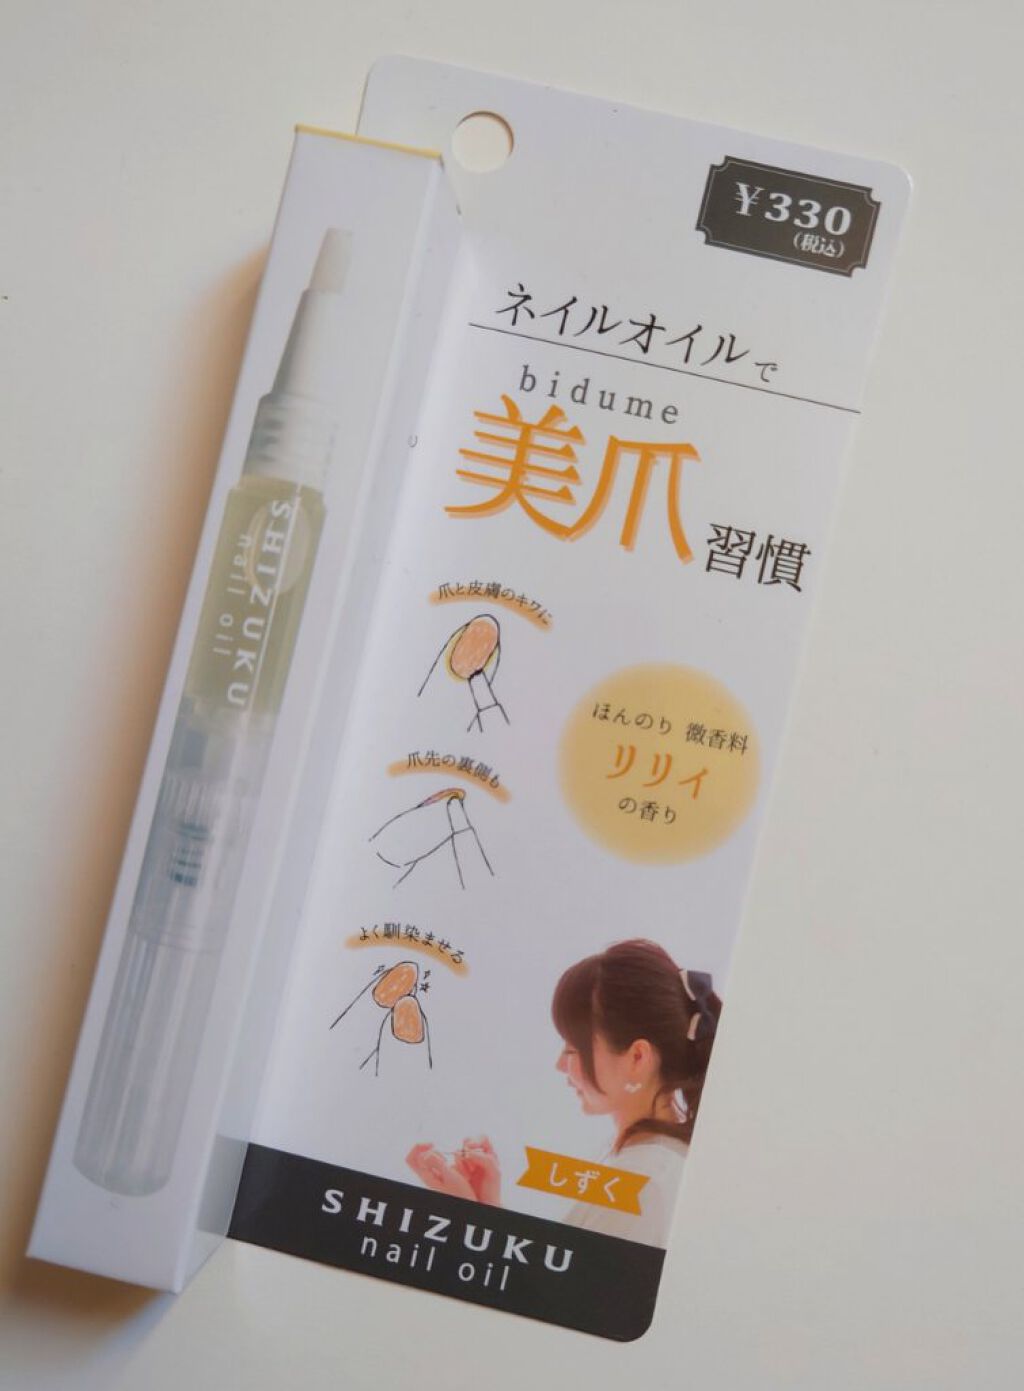 ¥330
(税込)
ネイルオイルで
bidume
美爪習慣
爪と皮膚のキワに
ほんのり 微香料
リリイ
の香り
爪先の裏側も
よく馴染ませる
しずく
SHIZUKU
nail oil
SHIZUKU
nail oil